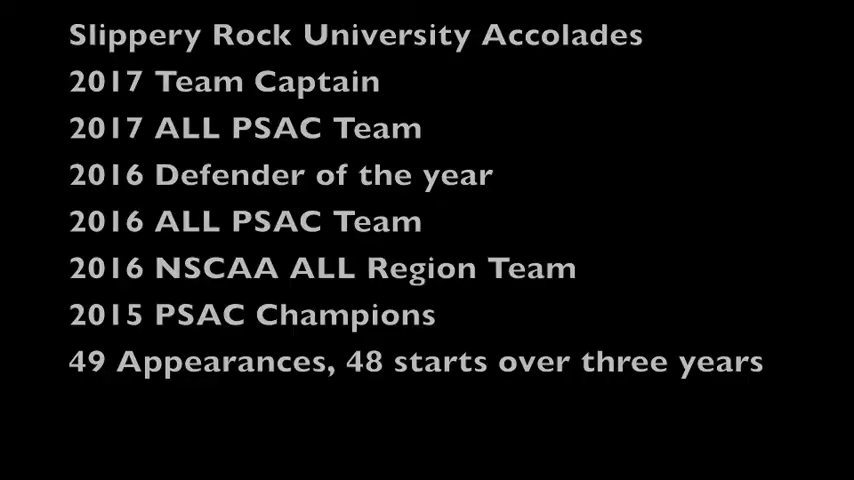 Slippery Rock University Accolades
2017 Team Captain
2017 ALL PSAC Team
2016 Defender of the year
2016 ALL PSAC Team
2016 NSCAA ALL Region Team
2015 PSAC Champions
49 Appearances, 48 starts over three years